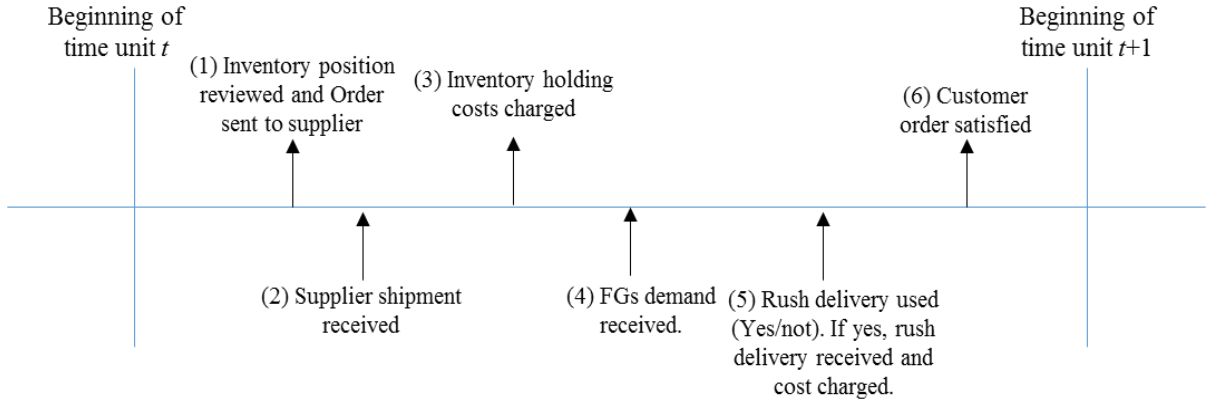 Beginning of
time unit t
Beginning of
time unit t+1
(1) Inventory position
reviewed and Order
sent to supplier
(3) Inventory holding
costs charged
(6) Customer
order satisfied
(2) Supplier shipment
received
(4) FGs demand
received.
(5) Rush delivery used
(Yes/not). If yes, rush
delivery received and
cost charged.